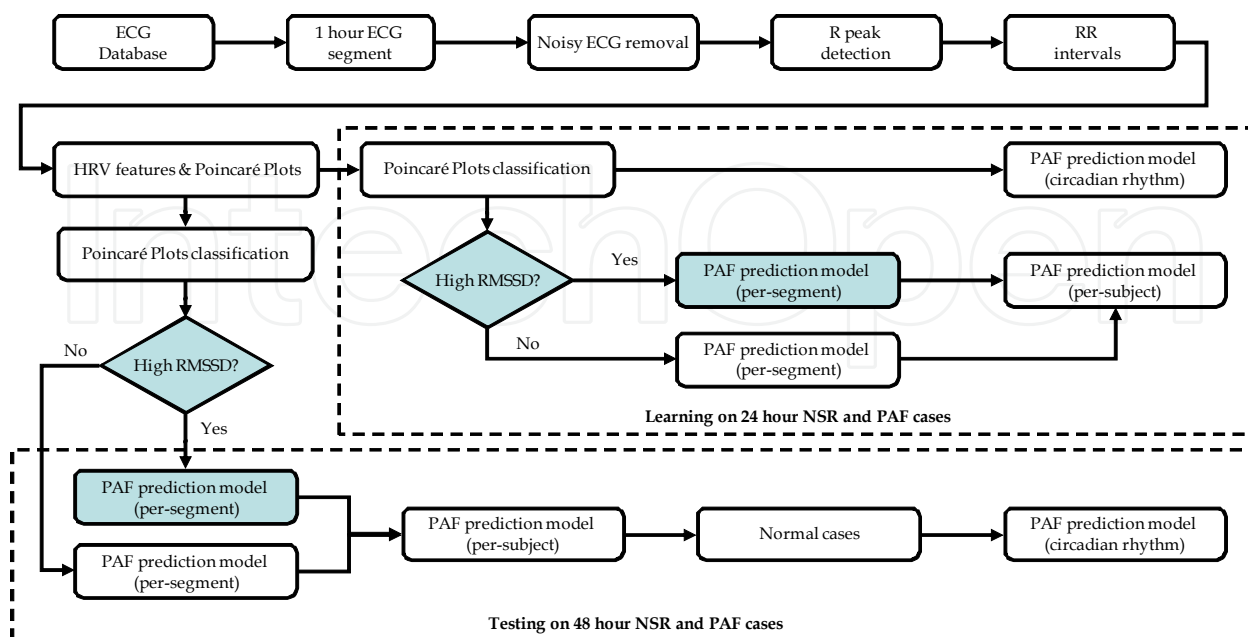 ECG
Database
1 hour ECG
segment
Noisy ECG removal
R peak
detection
RR
intervals
HRV features & Poincaré Plots
Poincaré Plots classification
PAF prediction model
(circadian rhythm)
Poincaré Plots classification
High RMSSD?
Yes
PAF prediction model
(per-segment)
PAF prediction model
(per-subject)
No
PAF prediction model
(per-segment)
Learning on 24 hour NSR and PAF cases
No
High RMSSD?
Yes
PAF prediction model
(per-segment)
PAF prediction model
(per-segment)
PAF prediction model
(per-subject)
Normal cases
PAF prediction model
(circadian rhythm)
Testing on 48 hour NSR and PAF cases
IntechOpen